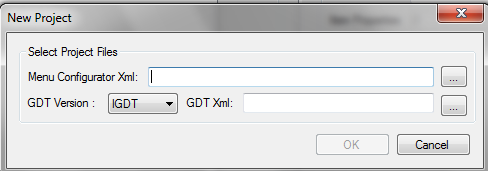 New Project
Select Project Files
Menu Configurator Xml:
...
GDT Version :
IGDT
GDT Xml:
...
OK
Cancel